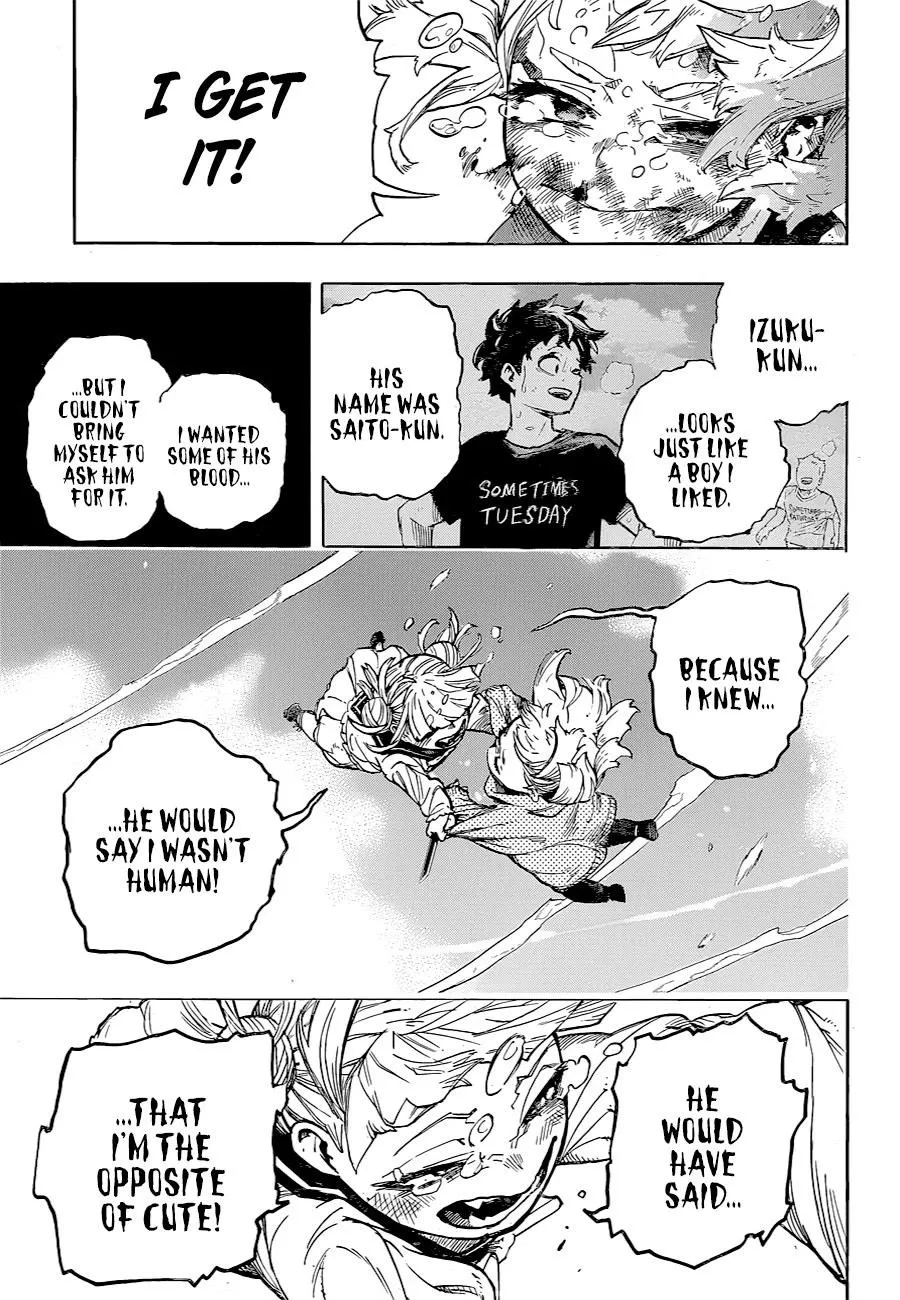 I GET
IT!
IZUKU-
KUN...
...LOOKS
JUST LIKE
A BOY I
LIKED.
HIS
NAME WAS
SAITO-KUN.
SOMETIMES
TUESDAY
SOMETIMES
SATURDAY
I WANTED
SOME OF HIS
BLOOD...
...BUT I
COULDN'T
BRING
MYSELF TO
ASK HIM
FOR IT.
BECAUSE
I KNEW...
...HE WOULD
SAY I WASN'T
HUMAN!
HE
WOULD
HAVE
SAID...
...THAT
I'M THE
OPPOSITE
OF CUTE!